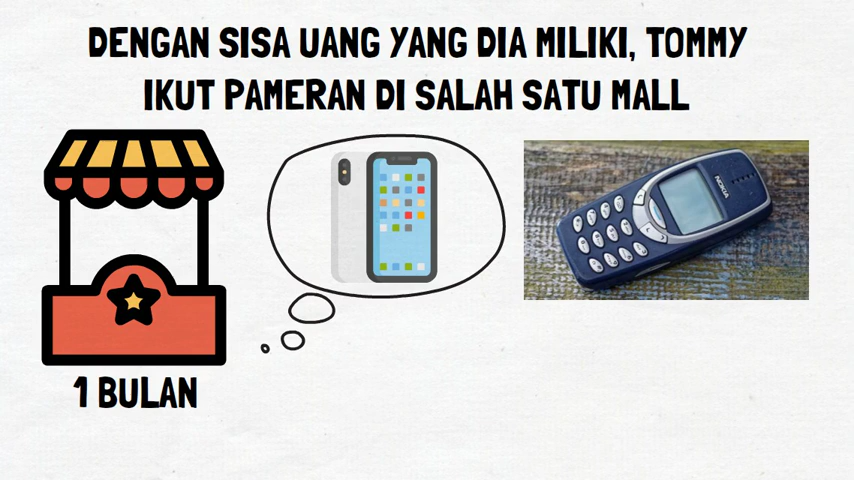 DENGAN SISA UANG YANG DIA MILIKI, TOMMY
IKUT PAMERAN DI SALAH SATU MALL
NOKIA
1 BULAN